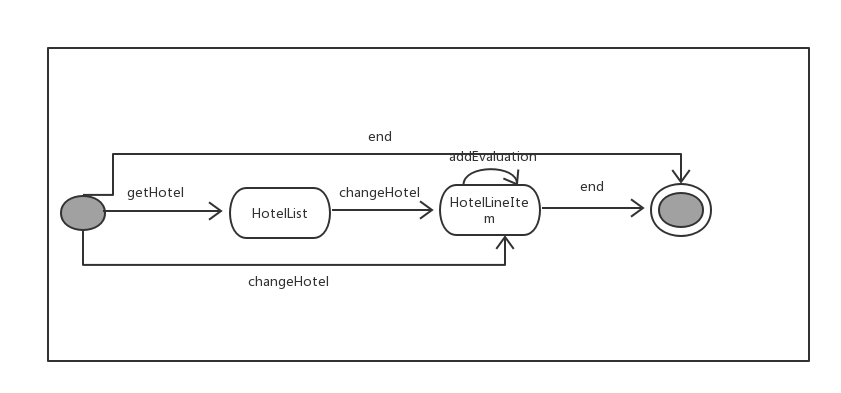 end
addEvaluation
getHotel
changeHotel
end
HotelList
HotelLineIte
m
changeHotel